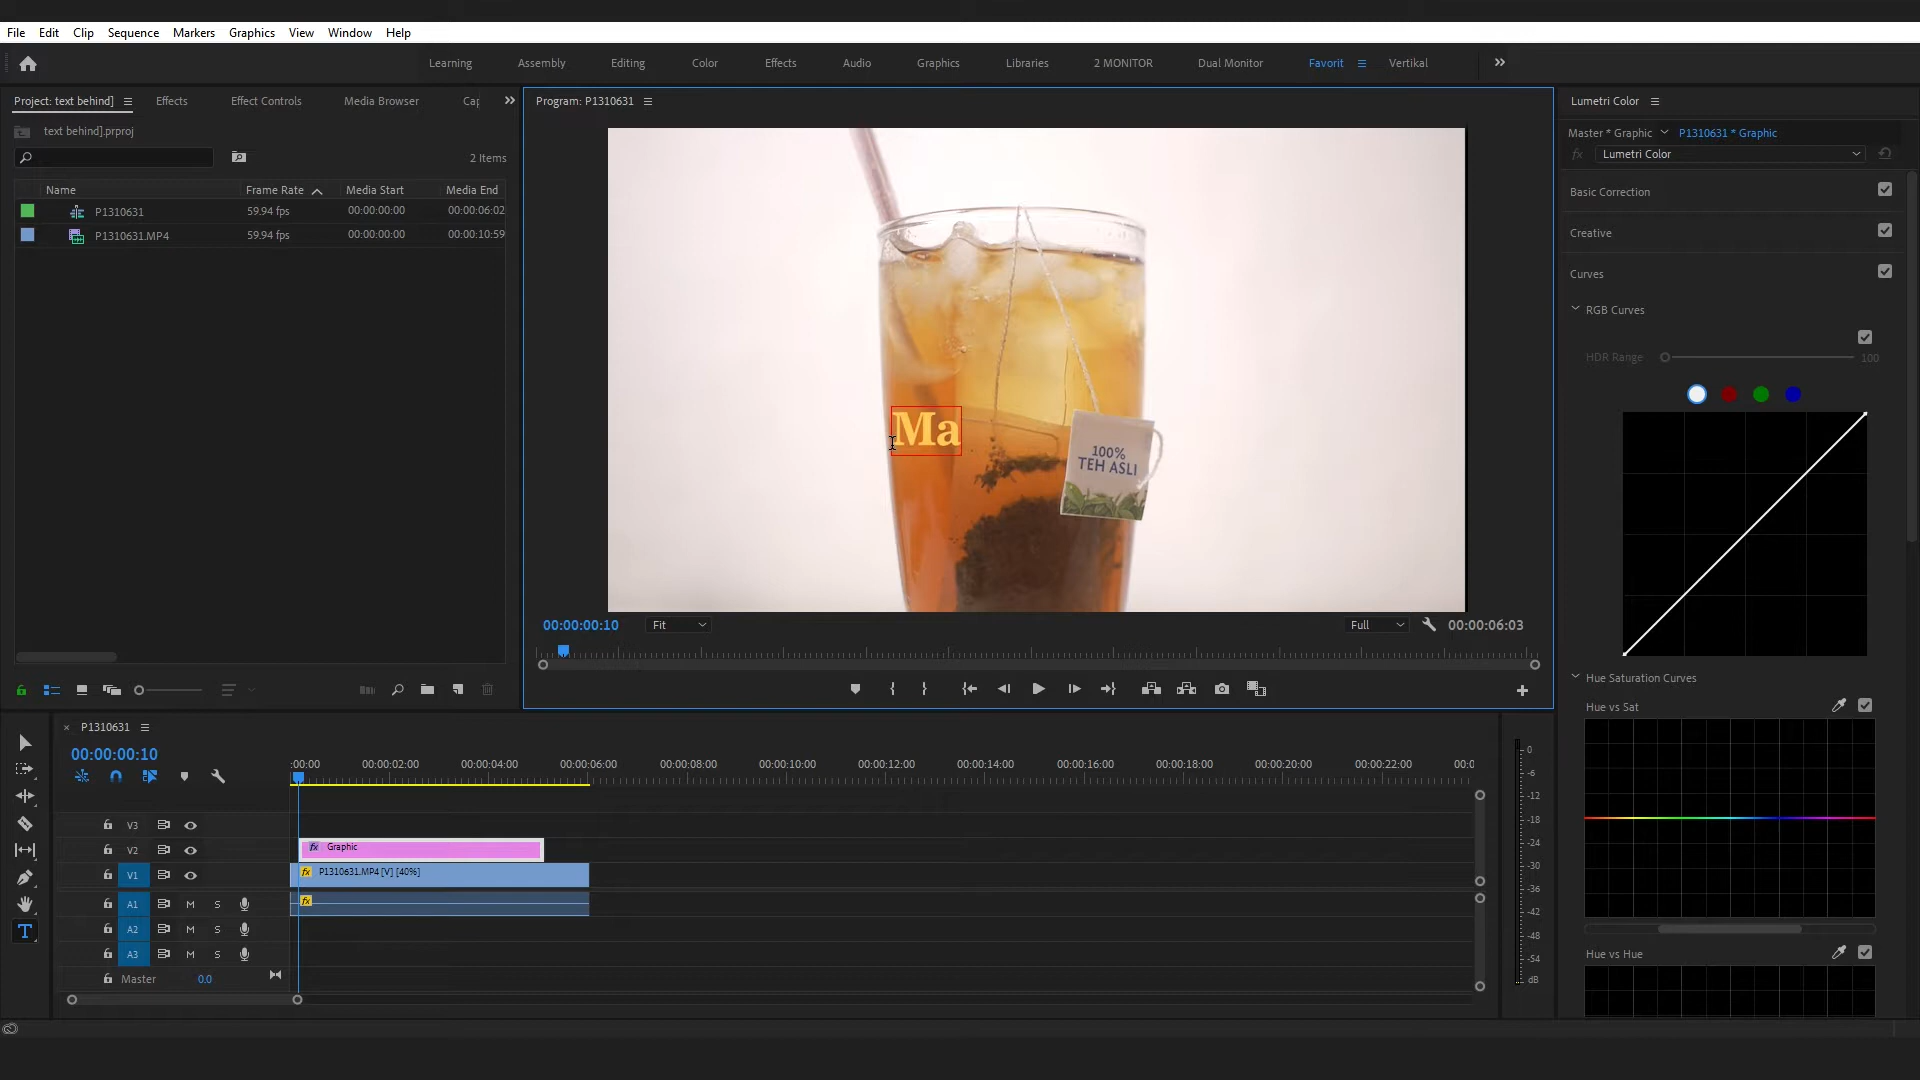 File Edit Clip Sequence Markers Graphics View Window Help
Learning Assembly Editing Color Effects Audio Graphics Libraries 2 MONITOR Dual Monitor Favorit Vertikal
Project: text behind] Effects Effect Controls Media Browser
text behind].prproj
2 Items
Name Frame Rate Media Start Media End
P1310631 59.94 fps 00:00:00:00 00:00:06:02
P1310631.MP4 59.94 fps 00:00:00:00 00:00:10:59
Program: P1310631
Ma
100%
TEH ASLI
00:00:00:10 Fit Full 00:00:06:03
Lumetri Color
Master * Graphic P1310631 * Graphic
fx Lumetri Color
Basic Correction
Creative
Curves
RGB Curves
HDR Range 100
Hue Saturation Curves
Hue vs Sat
Hue vs Hue
P1310631
00:00:00:10
:00:00 00:00:02:00 00:00:04:00 00:00:06:00 00:00:08:00 00:00:10:00 00:00:12:00 00:00:14:00 00:00:16:00 00:00:18:00 00:00:20:00 00:00:22:00 00:0
V3
V2 fx Graphic
V1 fx P1310631.MP4 [V] [40%]
A1 M S fx
A2 M S
A3 M S
Master 0.0
0
-6
-12
-18
-24
-30
-36
-42
-48
-54
dB